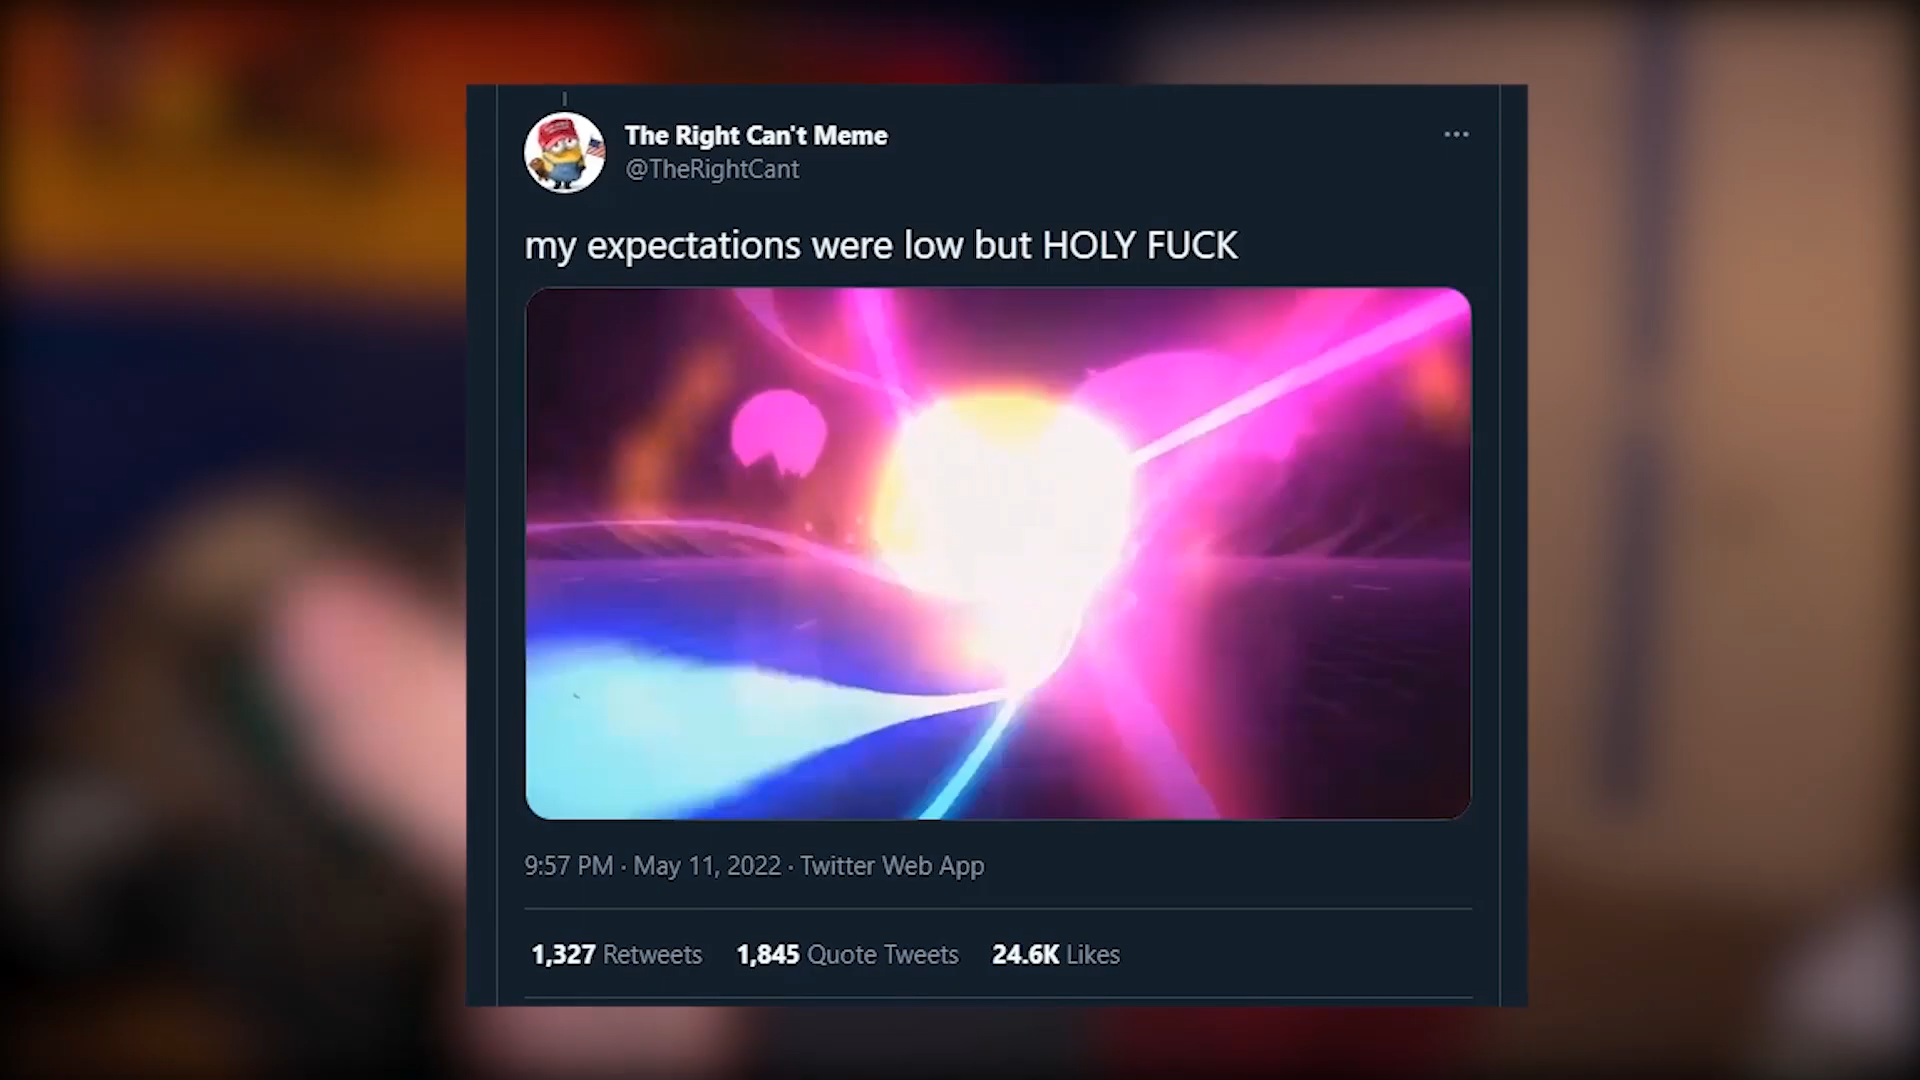 The Right Can't Meme
@TheRightCant
my expectations were low but HOLY FUCK
9:57 PM · May 11, 2022 · Twitter Web App
1,327 Retweets 1,845 Quote Tweets 24.6K Likes